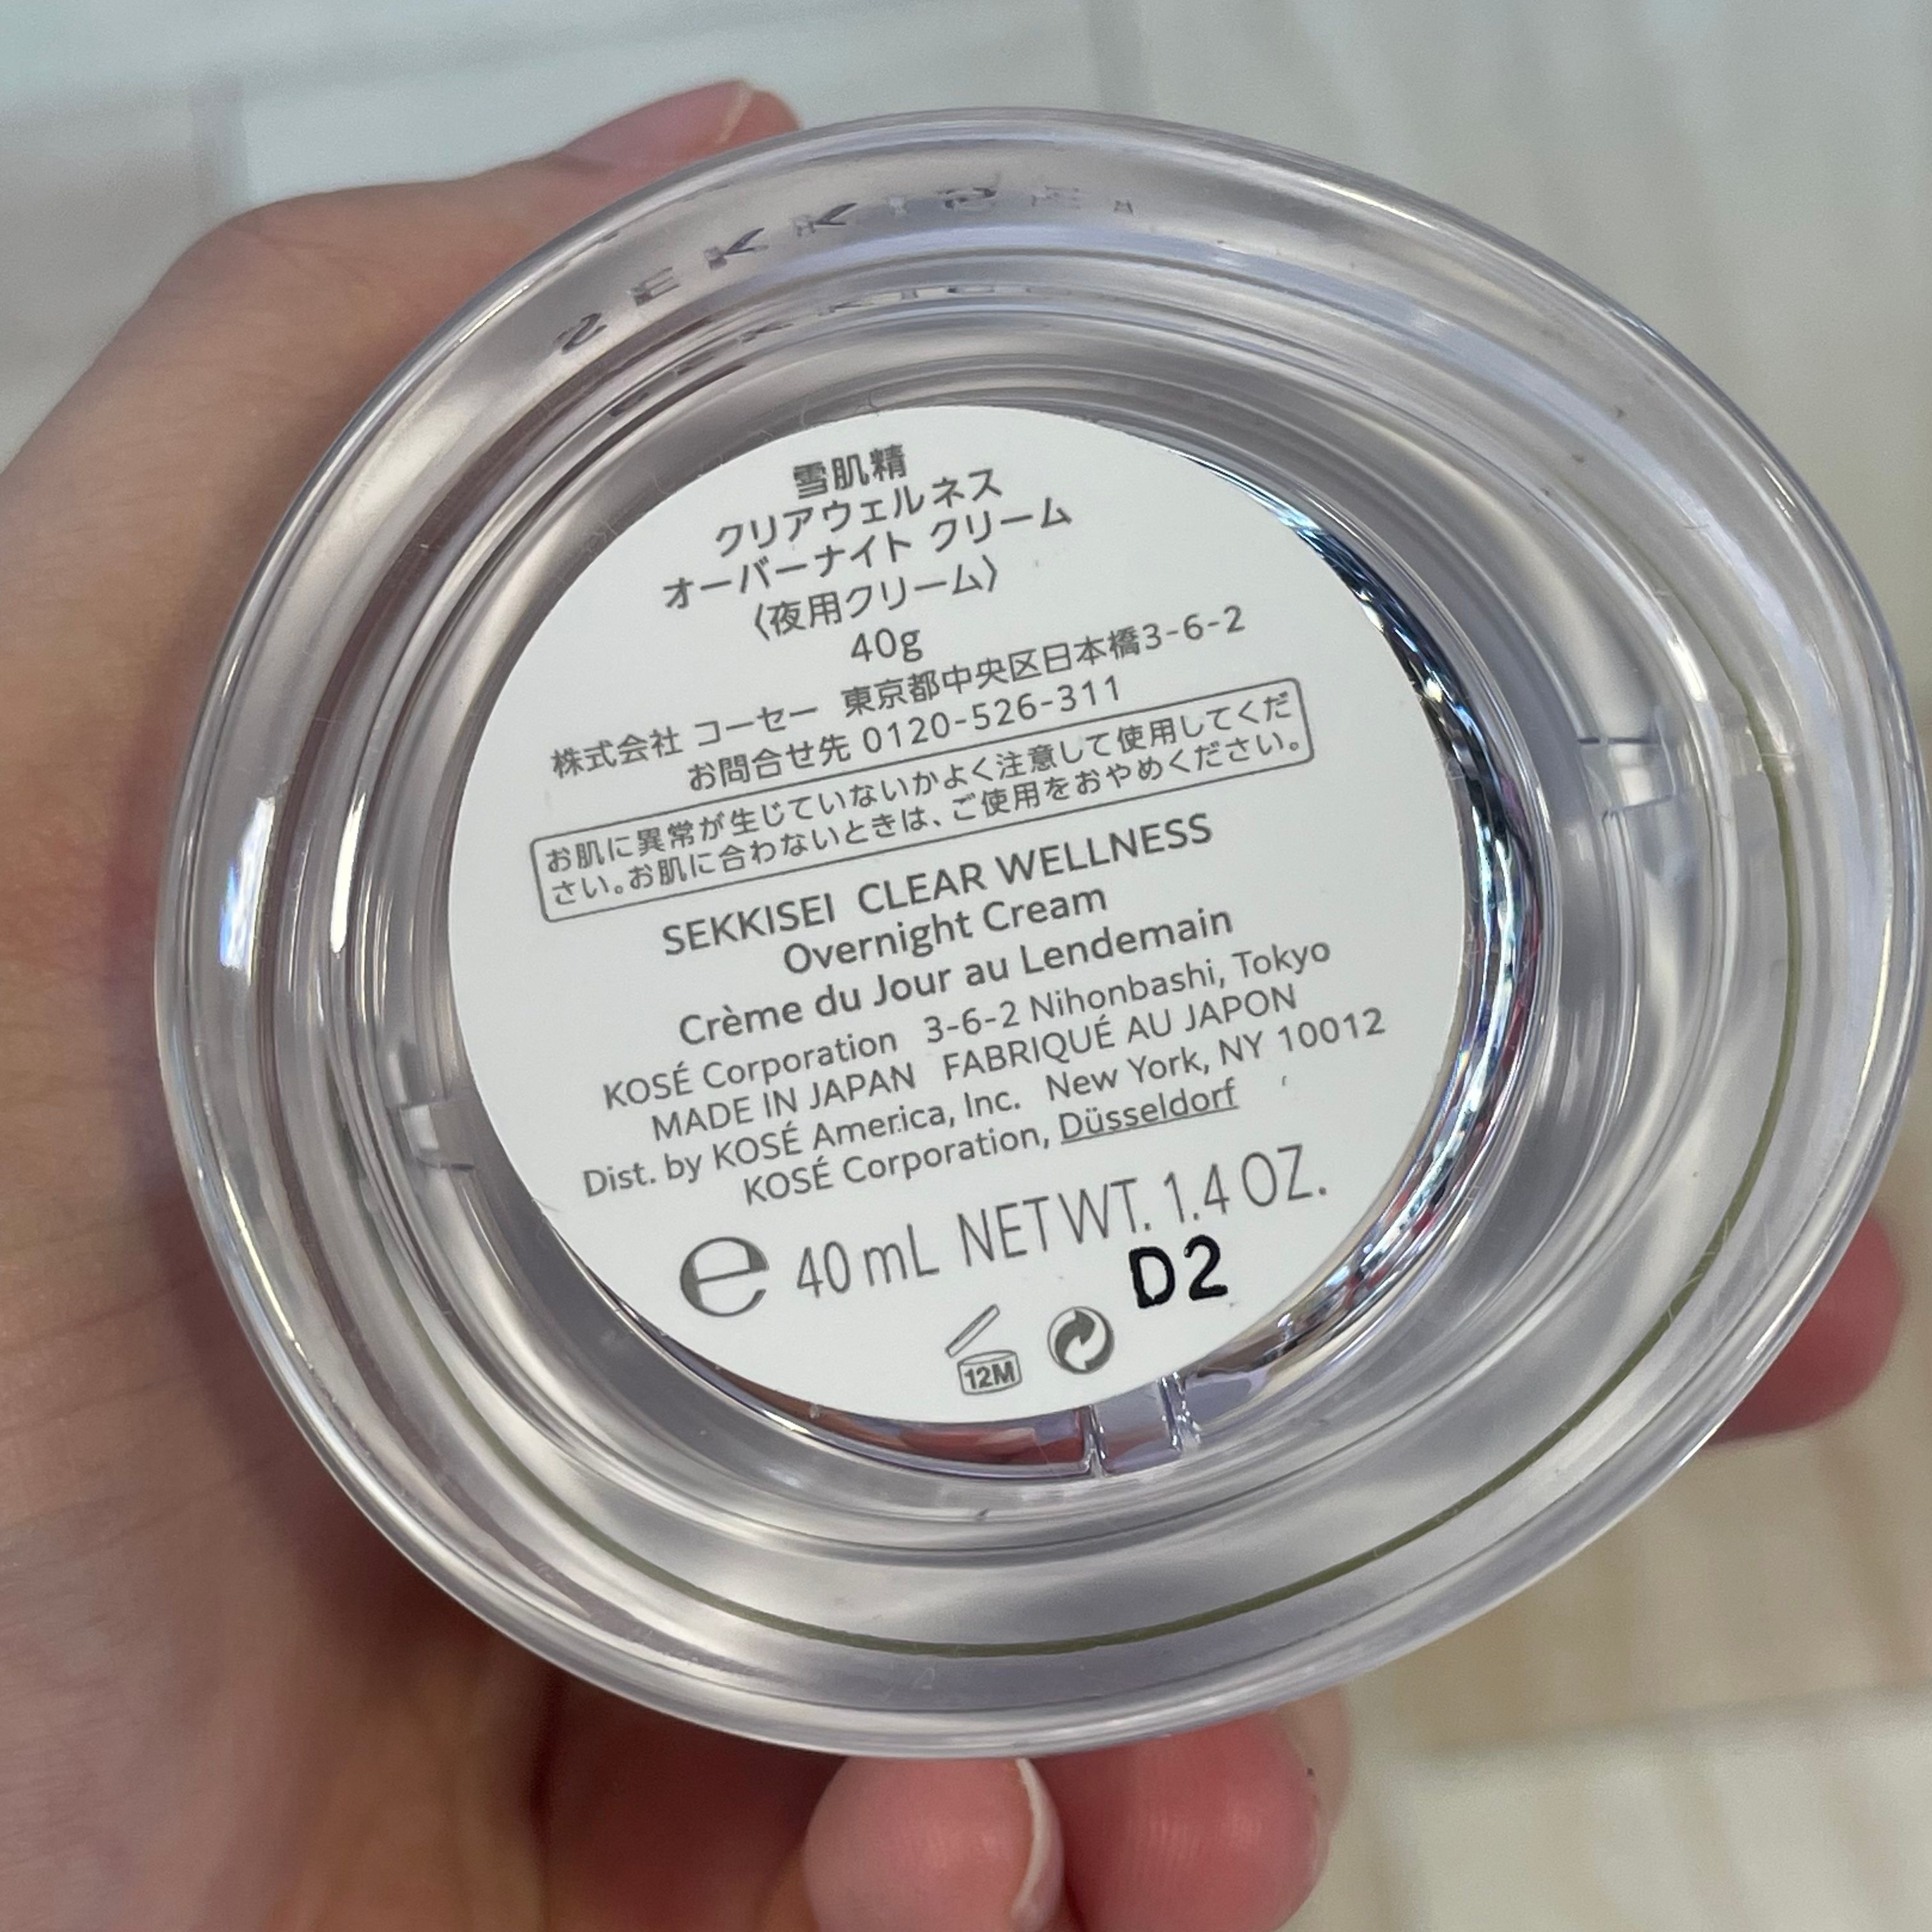 SEKKISEI
雪肌精
クリアウェルネス
オーバーナイト クリーム
〈夜用クリーム〉
40g
株式会社 コーセー 東京都中央区日本橋3-6-2
お問合せ先 0120-526-311
お肌に異常が生じていないかよく注意して使用してくだ
さい。お肌に合わないときは、ご使用をおやめください。
SEKKISEI CLEAR WELLNESS
Overnight Cream
Crème du Jour au Lendemain
KOSÉ Corporation 3-6-2 Nihonbashi, Tokyo
MADE IN JAPAN FABRIQUÉ AU JAPON
Dist. by KOSÉ America, Inc. New York, NY 10012
KOSÉ Corporation, Düsseldorf
℮ 40 mL NET WT. 1.4 OZ.
D2
12M